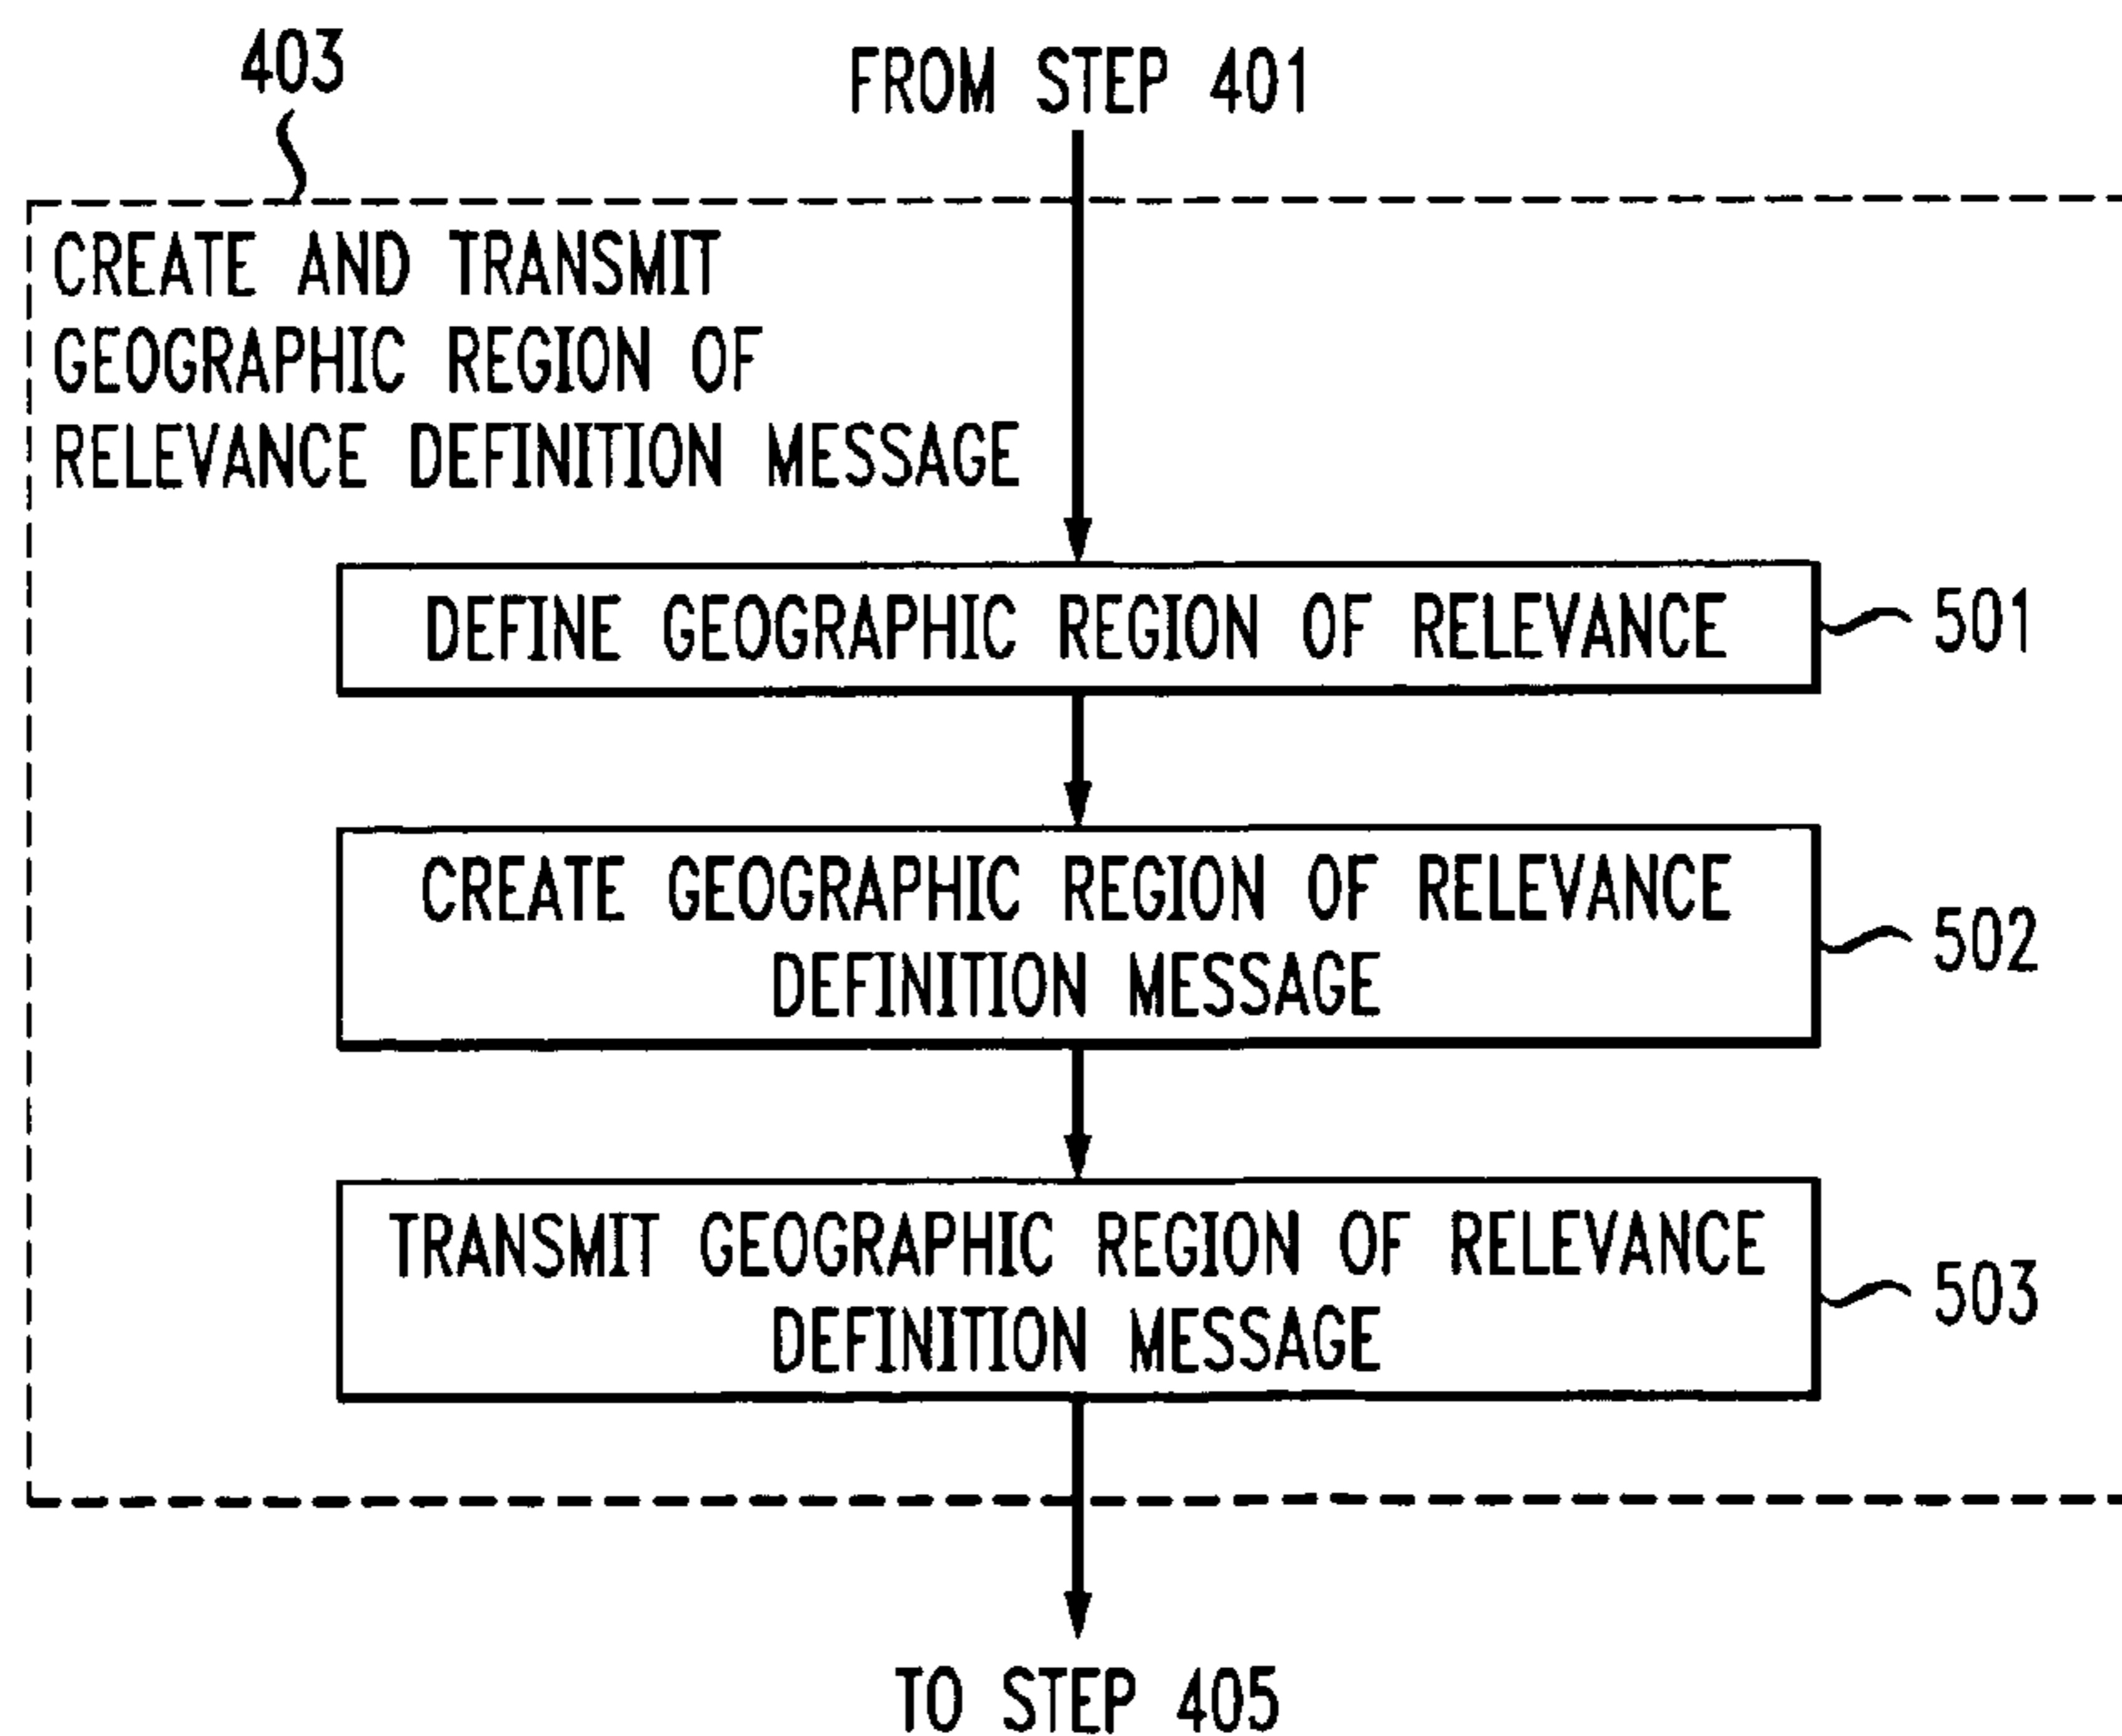 403
FROM STEP 401
CREATE AND TRANSMIT
GEOGRAPHIC REGION OF
RELEVANCE DEFINITION MESSAGE
DEFINE GEOGRAPHIC REGION OF RELEVANCE
501
CREATE GEOGRAPHIC REGION OF RELEVANCE
DEFINITION MESSAGE
502
TRANSMIT GEOGRAPHIC REGION OF RELEVANCE
DEFINITION MESSAGE
503
TO STEP 405